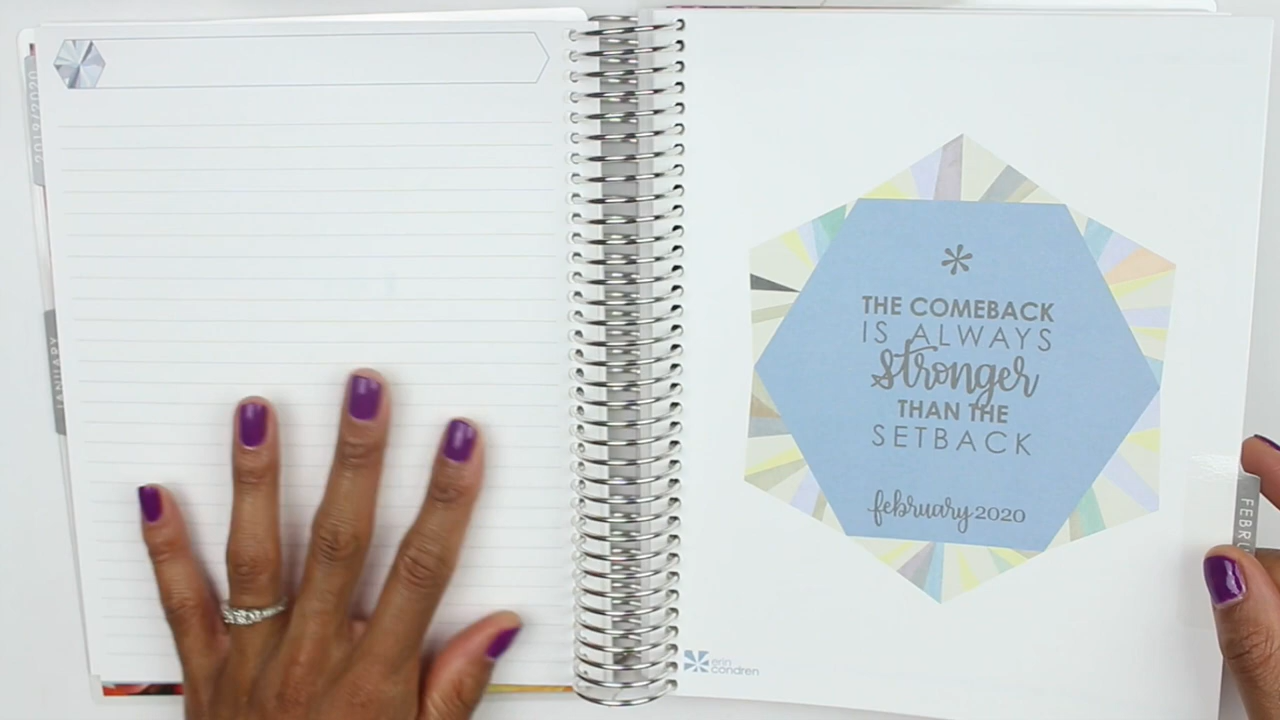 2019/2020
JANUARY
THE COMEBACK
IS ALWAYS
stronger
THAN THE
SETBACK
february 2020
FEBRU
erin
condren